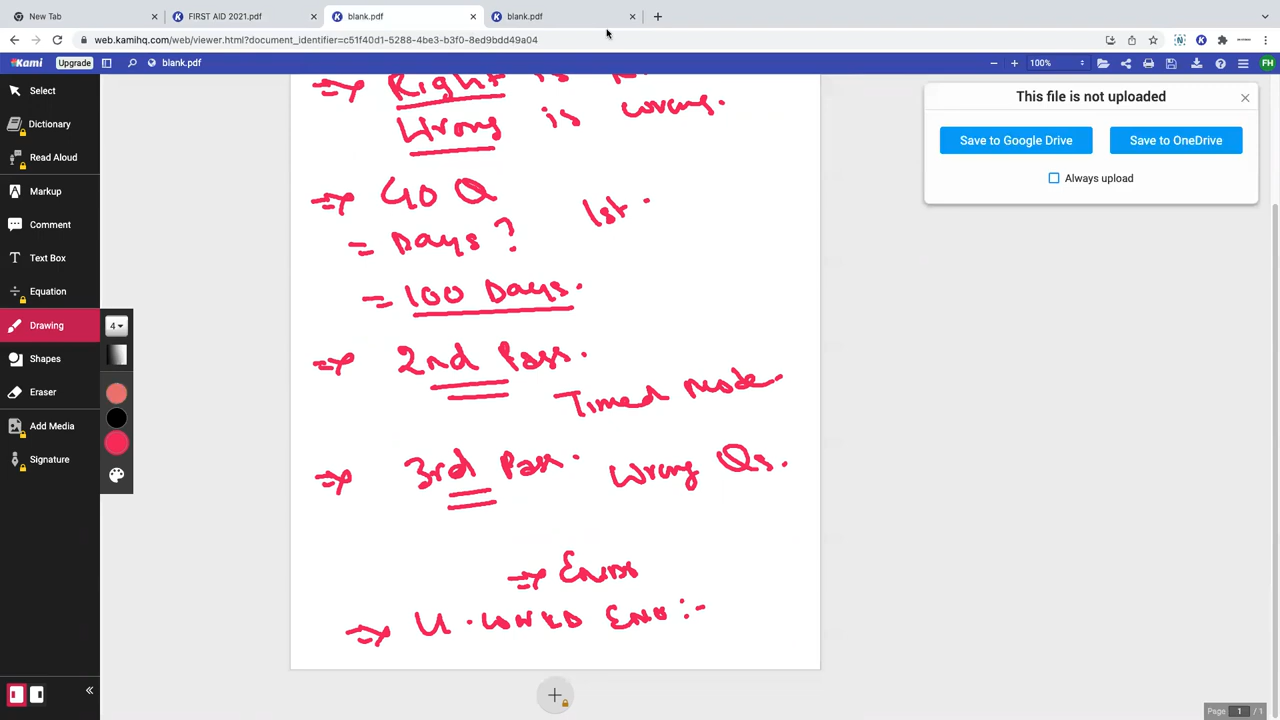 New Tab
FIRST AID 2021.pdf
blank.pdf
blank.pdf
web.kamihq.com/web/viewer.html?document_identifier=c51f40d1-5288-4be3-b3f0-8ed9bdd49a04
Kami
Upgrade
blank.pdf
100%
FH
Select
Dictionary
Read Aloud
Markup
Comment
Text Box
Equation
Drawing
Shapes
Eraser
Add Media
Signature
4
This file is not uploaded
Save to Google Drive
Save to OneDrive
Always upload
=> Right is
Wrong is wrong.
=> 40 Q
= Days? 1st.
= 100 Days.
=> 2nd Pass.
Timed mode.
=> 3rd Pass. Wrong Qs.
=>
=> U.
Page 1 / 1